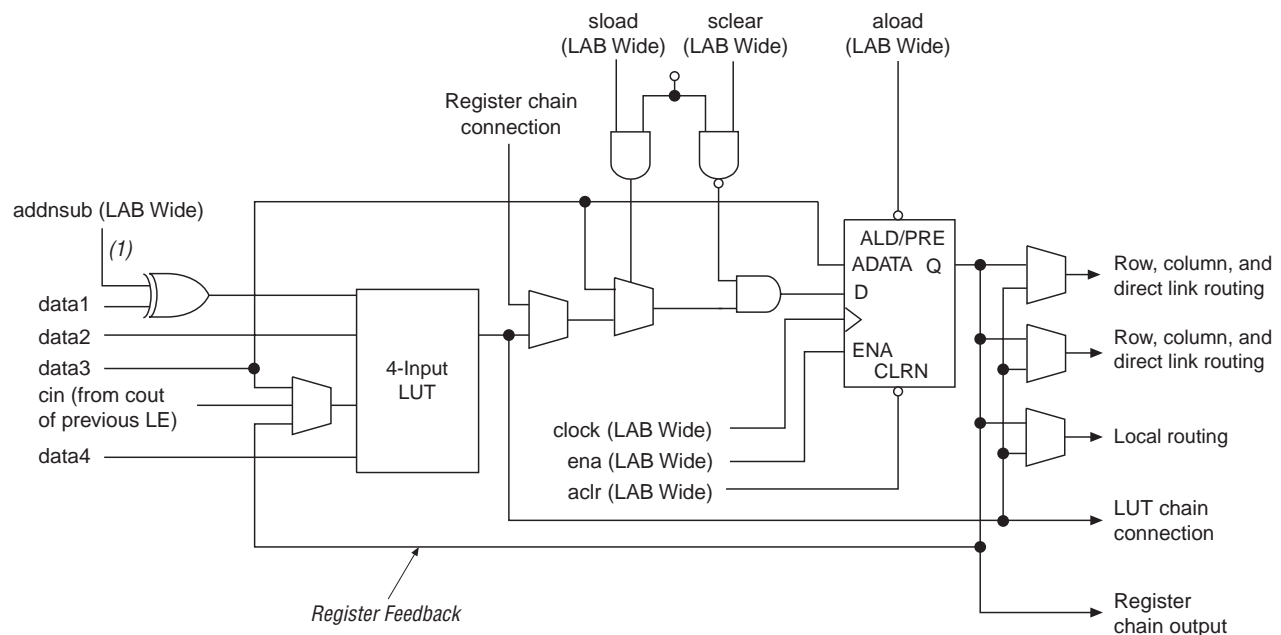 sload
(LAB Wide)
sclear
(LAB Wide)
aload
(LAB Wide)
Register chain
connection
addnsub (LAB Wide)
(1)
data1
data2
data3
cin (from cout
of previous LE)
data4
4-Input
LUT
ALD/PRE
ADATA Q
D
ENA
CLRN
clock (LAB Wide)
ena (LAB Wide)
aclr (LAB Wide)
Row, column, and
direct link routing
Row, column, and
direct link routing
Local routing
LUT chain
connection
Register
chain output
Register Feedback